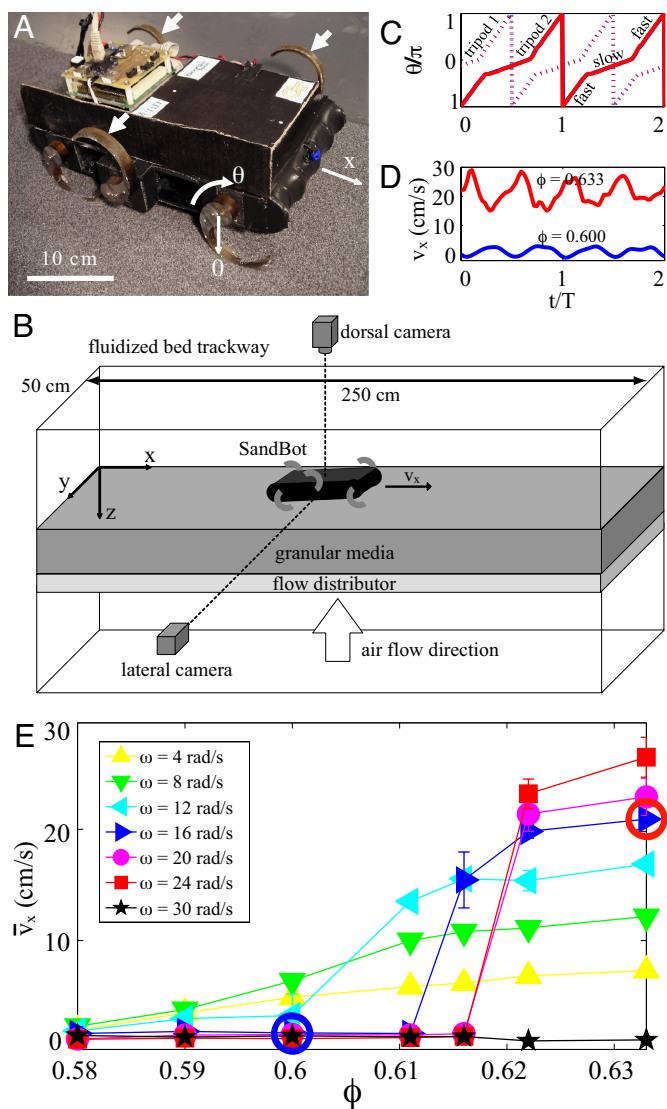 A
θ
x
0
10 cm
C
1
0
1
θ/π
tripod 1
tripod 2
fast
slow
fast
0
1
2
D
30
20
10
0
v_x (cm/s)
ϕ = 0.633
ϕ = 0.600
0
1
2
t/T
B
dorsal camera
fluidized bed trackway
50 cm
250 cm
SandBot
x
y
z
v_x
granular media
flow distributor
lateral camera
air flow direction
E
30
20
10
0
v̄_x (cm/s)
ω = 4 rad/s
ω = 8 rad/s
ω = 12 rad/s
ω = 16 rad/s
ω = 20 rad/s
ω = 24 rad/s
ω = 30 rad/s
0.58
0.59
0.6
0.61
0.62
0.63
ϕ